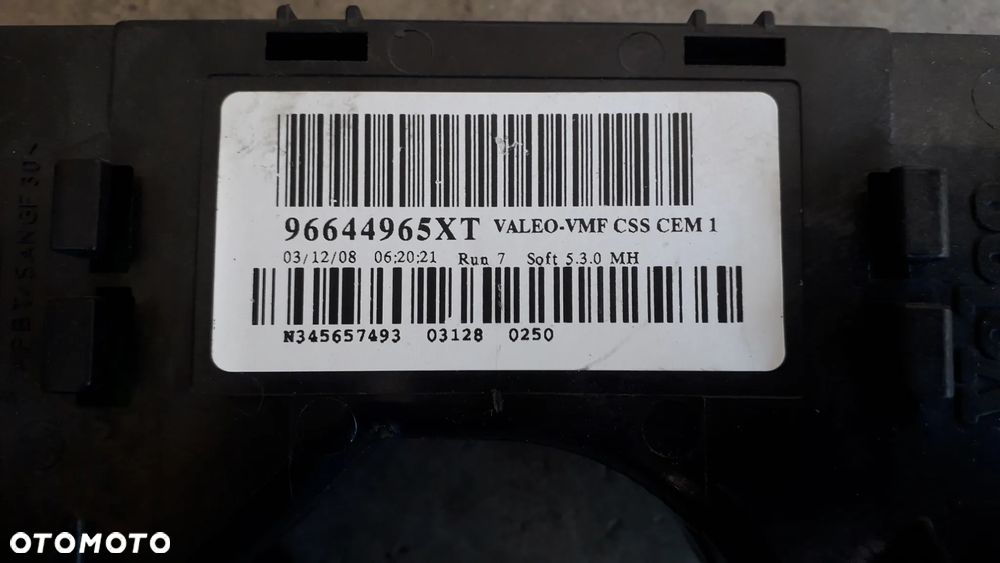 96644965XT VALEO-VMF CSS CEM 1
03/12/08 06:20:21 Run 7 Soft 5.3.0 MH
N345657493 03128 0250
OTOMOTO